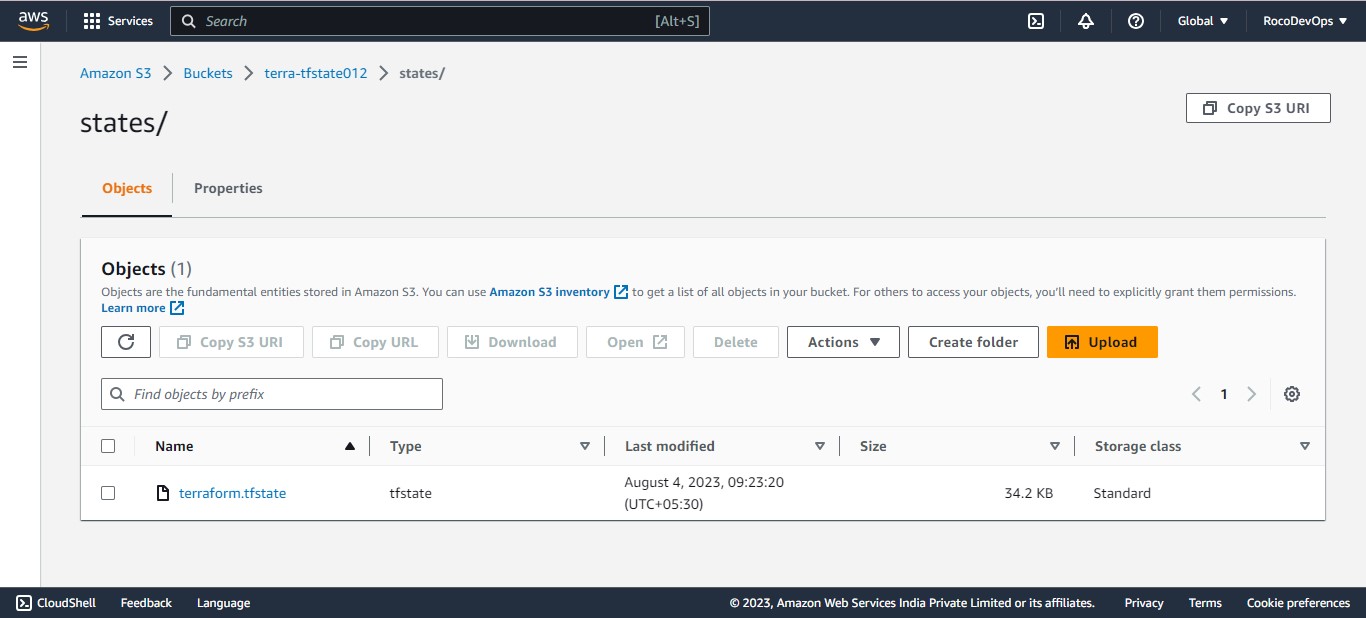 aws Services Search [Alt+S] Global RocoDevOps
Amazon S3 Buckets terra-tfstate012 states/
states/
Copy S3 URI
Objects Properties
Objects (1)
Objects are the fundamental entities stored in Amazon S3. You can use Amazon S3 inventory to get a list of all objects in your bucket. For others to access your objects, you'll need to explicitly grant them permissions.
Learn more
Copy S3 URI Copy URL Download Open Delete Actions Create folder Upload
Find objects by prefix 1
Name Type Last modified Size Storage class
terraform.tfstate tfstate August 4, 2023, 09:23:20 34.2 KB Standard
(UTC+05:30)
CloudShell Feedback Language © 2023, Amazon Web Services India Private Limited or its affiliates. Privacy Terms Cookie preferences